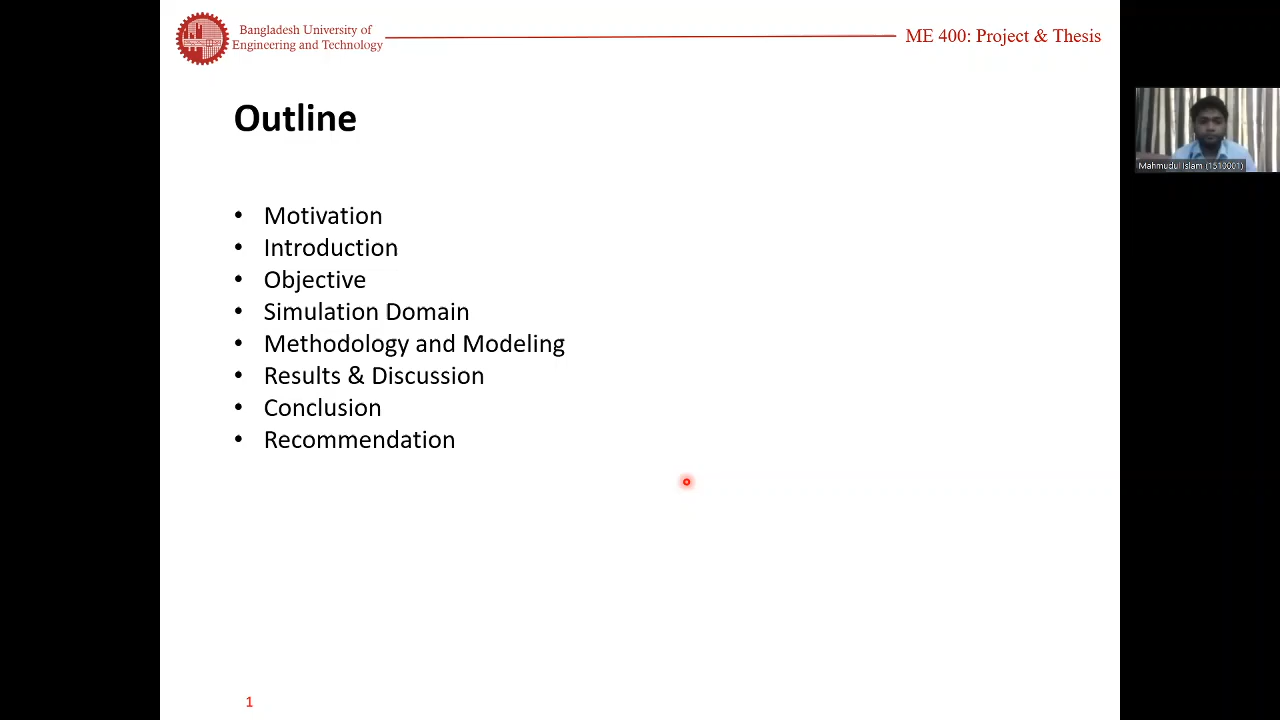 Bangladesh University of
Engineering and Technology
ME 400: Project & Thesis
Outline
• Motivation
• Introduction
• Objective
• Simulation Domain
• Methodology and Modeling
• Results & Discussion
• Conclusion
• Recommendation
Mahmudul Islam (1510001)
1